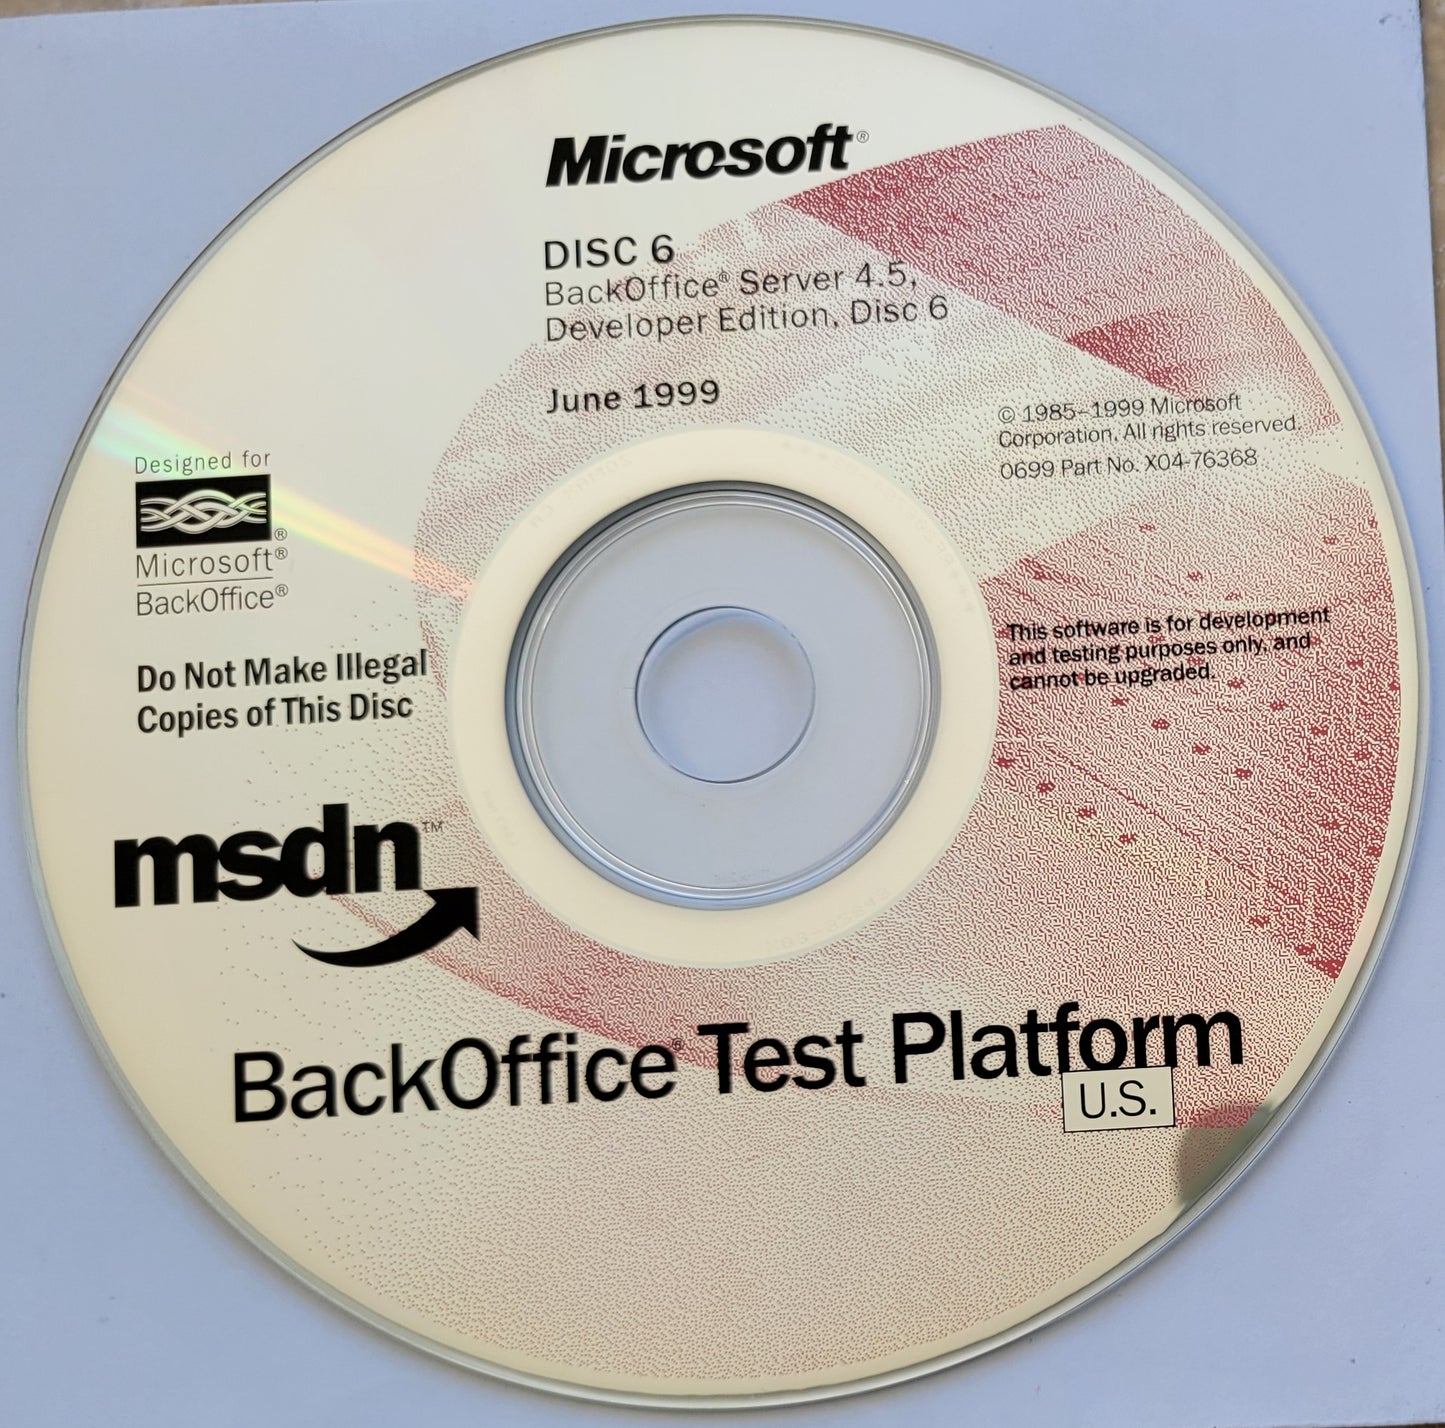 Microsoft®
DISC 6
BackOffice® Server 4.5,
Developer Edition, Disc 6
June 1999
© 1985–1999 Microsoft
Corporation. All rights reserved.
0699 Part No. X04-76368
Designed for
®
Microsoft®
BackOffice®
This software is for development
and testing purposes only, and
cannot be upgraded.
Do Not Make Illegal
Copies of This Disc
msdn™
BackOffice® Test Platform
U.S.